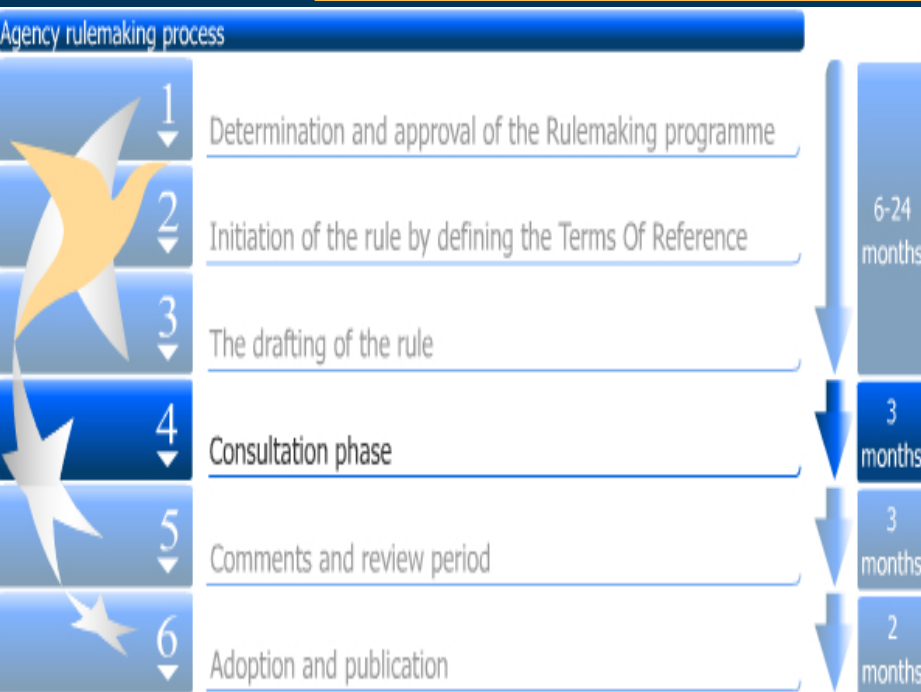 Agency rulemaking process
1
Determination and approval of the Rulemaking programme
2
Initiation of the rule by defining the Terms Of Reference
6-24
months
3
The drafting of the rule
4
Consultation phase
3
months
5
Comments and review period
3
months
6
Adoption and publication
2
months